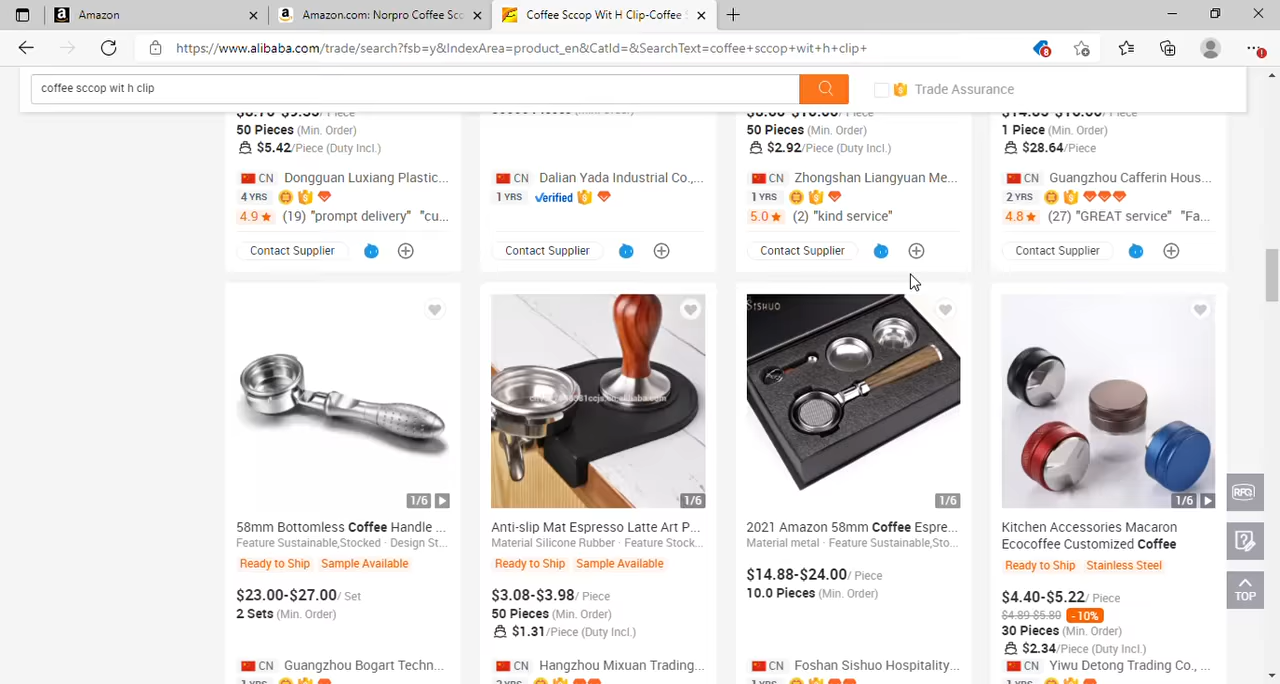 Amazon
Amazon.com: Norpro Coffee Sco
Coffee Sccop Wit H Clip-Coffee S
https://www.alibaba.com/trade/search?fsb=y&IndexArea=product_en&CatId=&SearchText=coffee+sccop+wit+h+clip+
8
coffee sccop wit h clip
Trade Assurance
50 Pieces (Min. Order)
50 Pieces (Min. Order)
1 Piece (Min. Order)
$5.42/Piece (Duty Incl.)
$2.92/Piece (Duty Incl.)
$28.64/Piece
CN Dongguan Luxiang Plastic...
CN Dalian Yada Industrial Co.,...
CN Zhongshan Liangyuan Me...
CN Guangzhou Cafferin Hous...
4 YRS
1 YRS Verified
1 YRS
2 YRS
4.9 (19) "prompt delivery" "cu...
5.0 (2) "kind service"
4.8 (27) "GREAT service" "Fa...
Contact Supplier
Contact Supplier
Contact Supplier
Contact Supplier
SISHUO
1/6
1/6
1/6
1/6
RFQ
TOP
58mm Bottomless Coffee Handle ...
Feature Sustainable,Stocked · Design St...
Ready to Ship Sample Available
$23.00-$27.00/ Set
2 Sets (Min. Order)
CN Guangzhou Bogart Techn...
Anti-slip Mat Espresso Latte Art P...
Material Silicone Rubber · Feature Stock...
Ready to Ship Sample Available
$3.08-$3.98/ Piece
50 Pieces (Min. Order)
$1.31/Piece (Duty Incl.)
CN Hangzhou Mixuan Trading...
2021 Amazon 58mm Coffee Espre...
Material metal · Feature Sustainable,Sto...
$14.88-$24.00/ Piece
10.0 Pieces (Min. Order)
CN Foshan Sishuo Hospitality...
Kitchen Accessories Macaron
Ecocoffee Customized Coffee
Ready to Ship Stainless Steel
$4.40-$5.22/ Piece
$4.89-$5.80 - 10%
30 Pieces (Min. Order)
$2.34/Piece (Duty Incl.)
CN Yiwu Detong Trading Co., ...